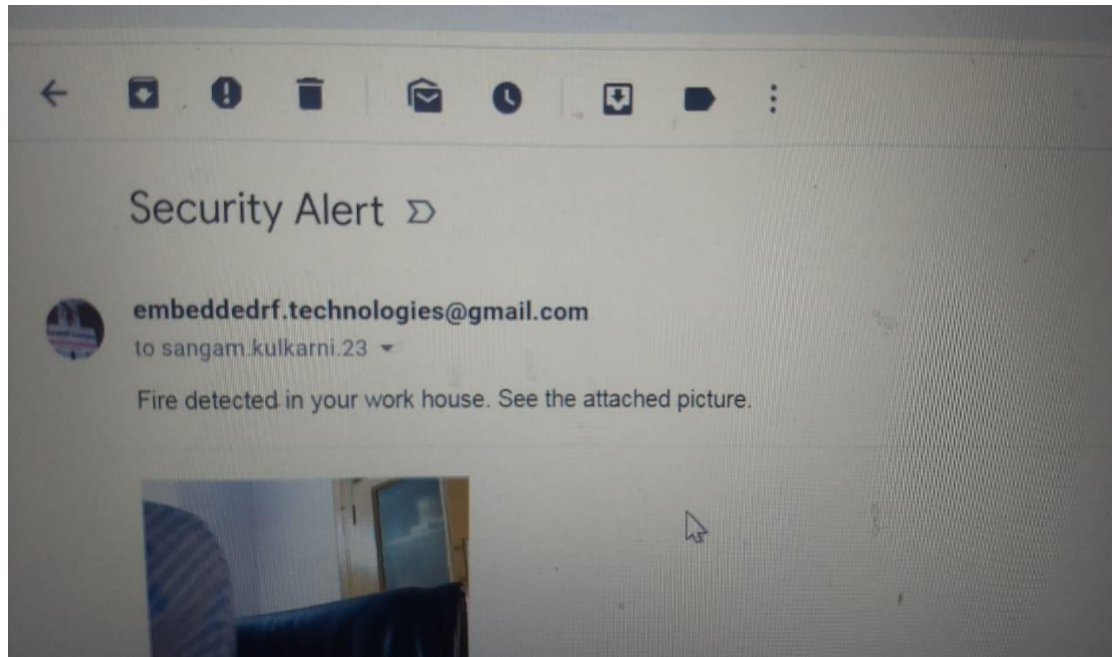 Security Alert
embeddedrf.technologies@gmail.com
to sangam.kulkarni.23
Fire detected in your work house. See the attached picture.